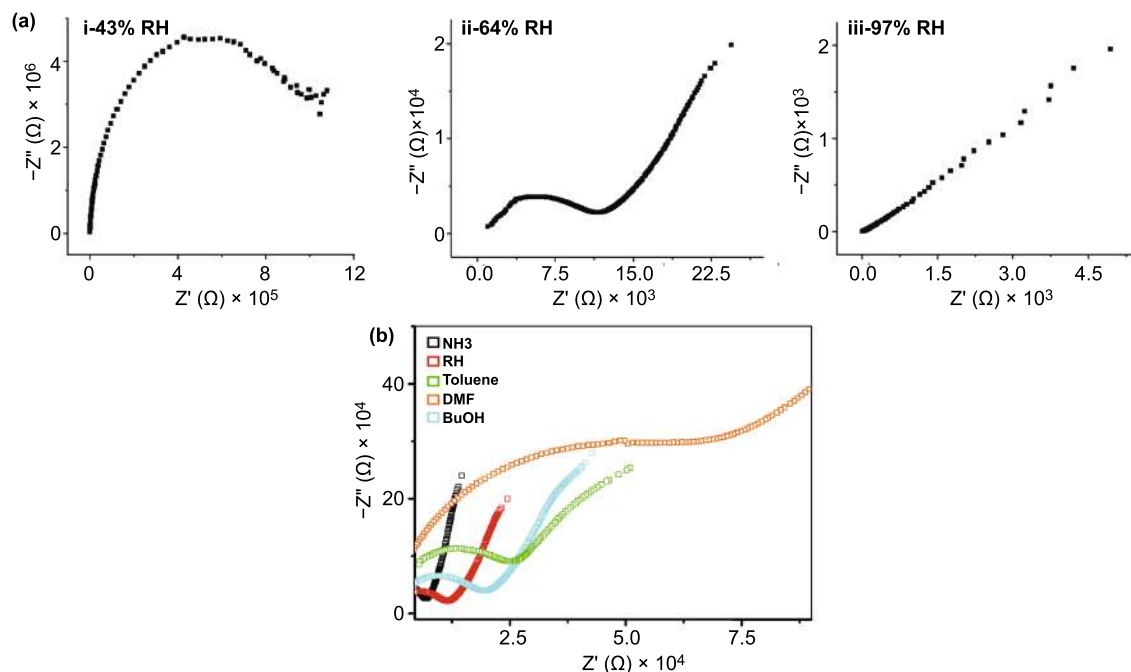 (a)
i-43% RH
−Z" (Ω) × 10⁶
4
2
0
0
4
8
12
Z' (Ω) × 10⁵
ii-64% RH
−Z" (Ω)×10⁴
2
1
0
0.0
7.5
15.0
22.5
Z' (Ω) × 10³
iii-97% RH
−Z" (Ω)×10³
2
1
0
0.0
1.5
3.0
4.5
Z' (Ω) × 10³
(b)
NH3
RH
Toluene
DMF
BuOH
−Z" (Ω) × 10⁴
40
20
0
2.5
5.0
7.5
Z' (Ω) × 10⁴